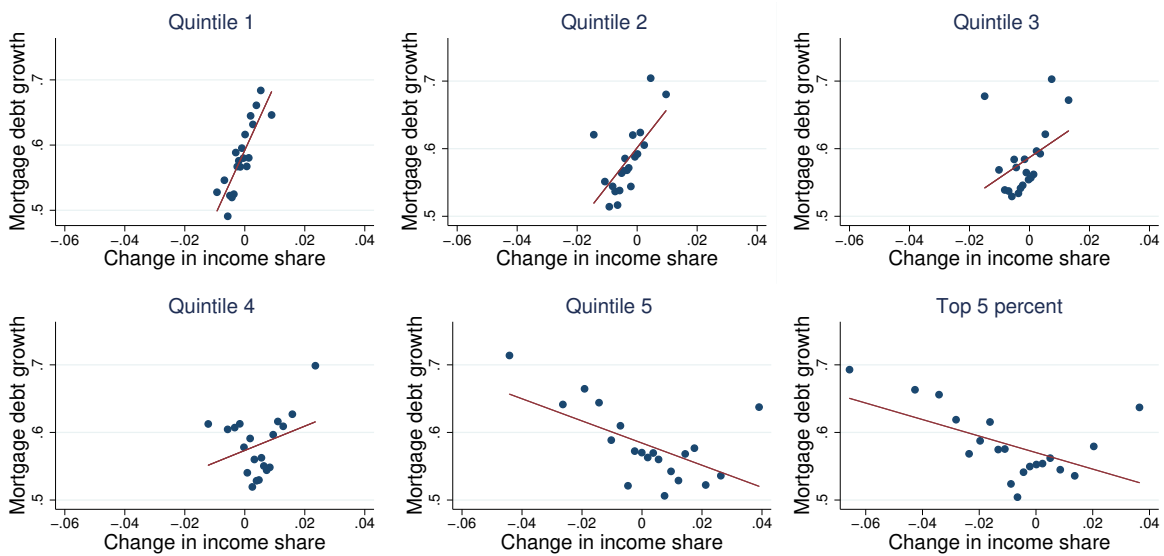 Quintile 1
Mortgage debt growth
.5 .6 .7
−.06 −.04 −.02 0 .02 .04
Change in income share
Quintile 2
Mortgage debt growth
.5 .6 .7
−.06 −.04 −.02 0 .02 .04
Change in income share
Quintile 3
Mortgage debt growth
.5 .6 .7
−.06 −.04 −.02 0 .02 .04
Change in income share
Quintile 4
Mortgage debt growth
.5 .6 .7
−.06 −.04 −.02 0 .02 .04
Change in income share
Quintile 5
Mortgage debt growth
.5 .6 .7
−.06 −.04 −.02 0 .02 .04
Change in income share
Top 5 percent
Mortgage debt growth
.5 .6 .7
−.06 −.04 −.02 0 .02 .04
Change in income share